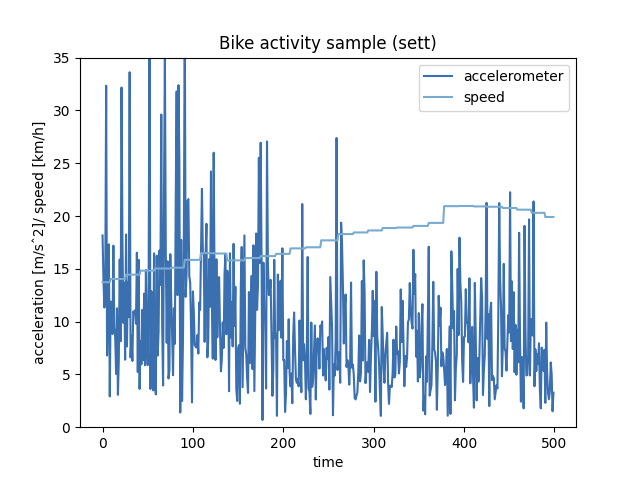 Bike activity sample (sett)
accelerometer
speed
acceleration [m/s^2]/ speed [km/h]
35
30
25
20
15
10
5
0
0 100 200 300 400 500
time